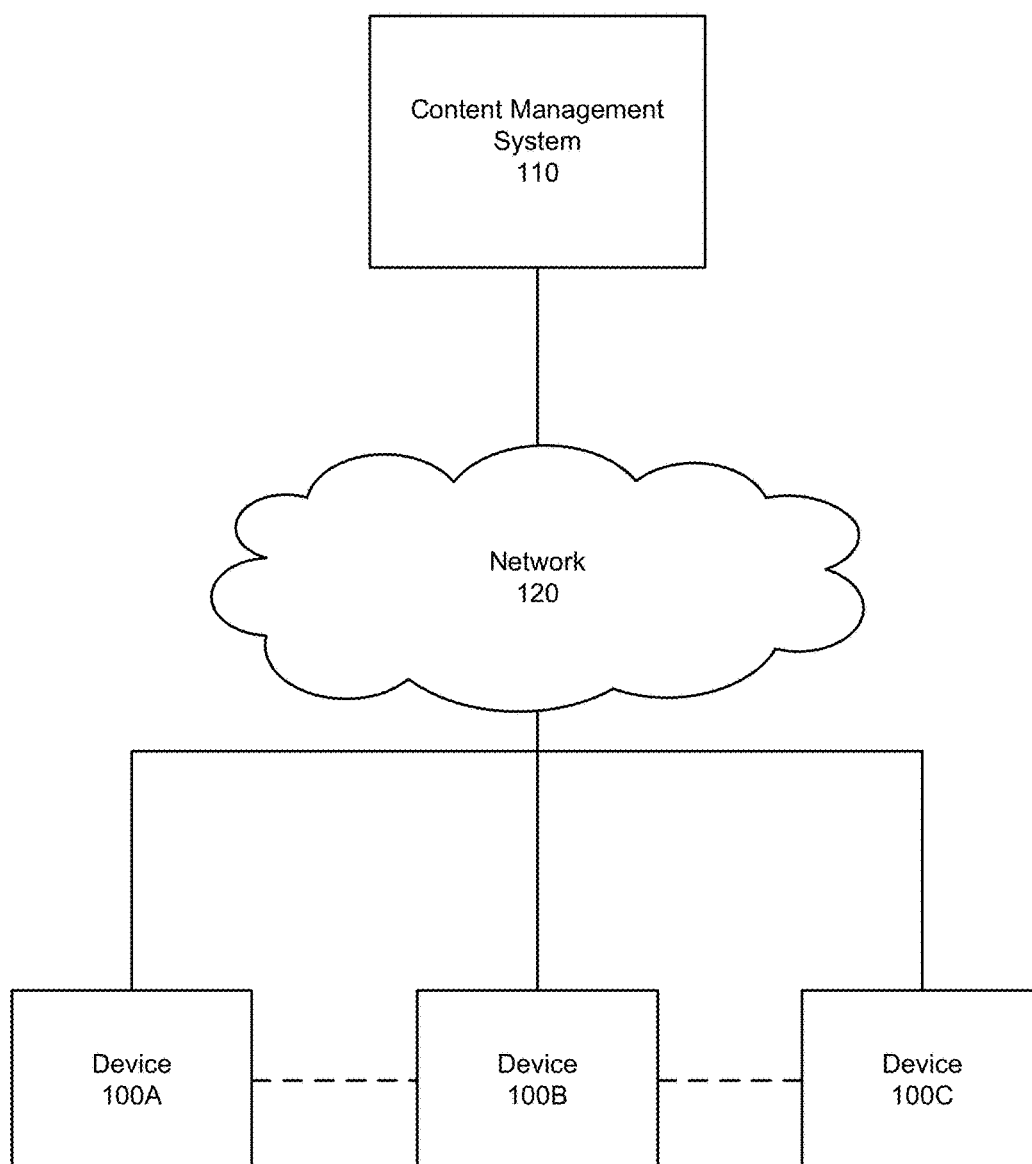 Content Management
System
110
Network
120
Device
100A
Device
100B
Device
100C